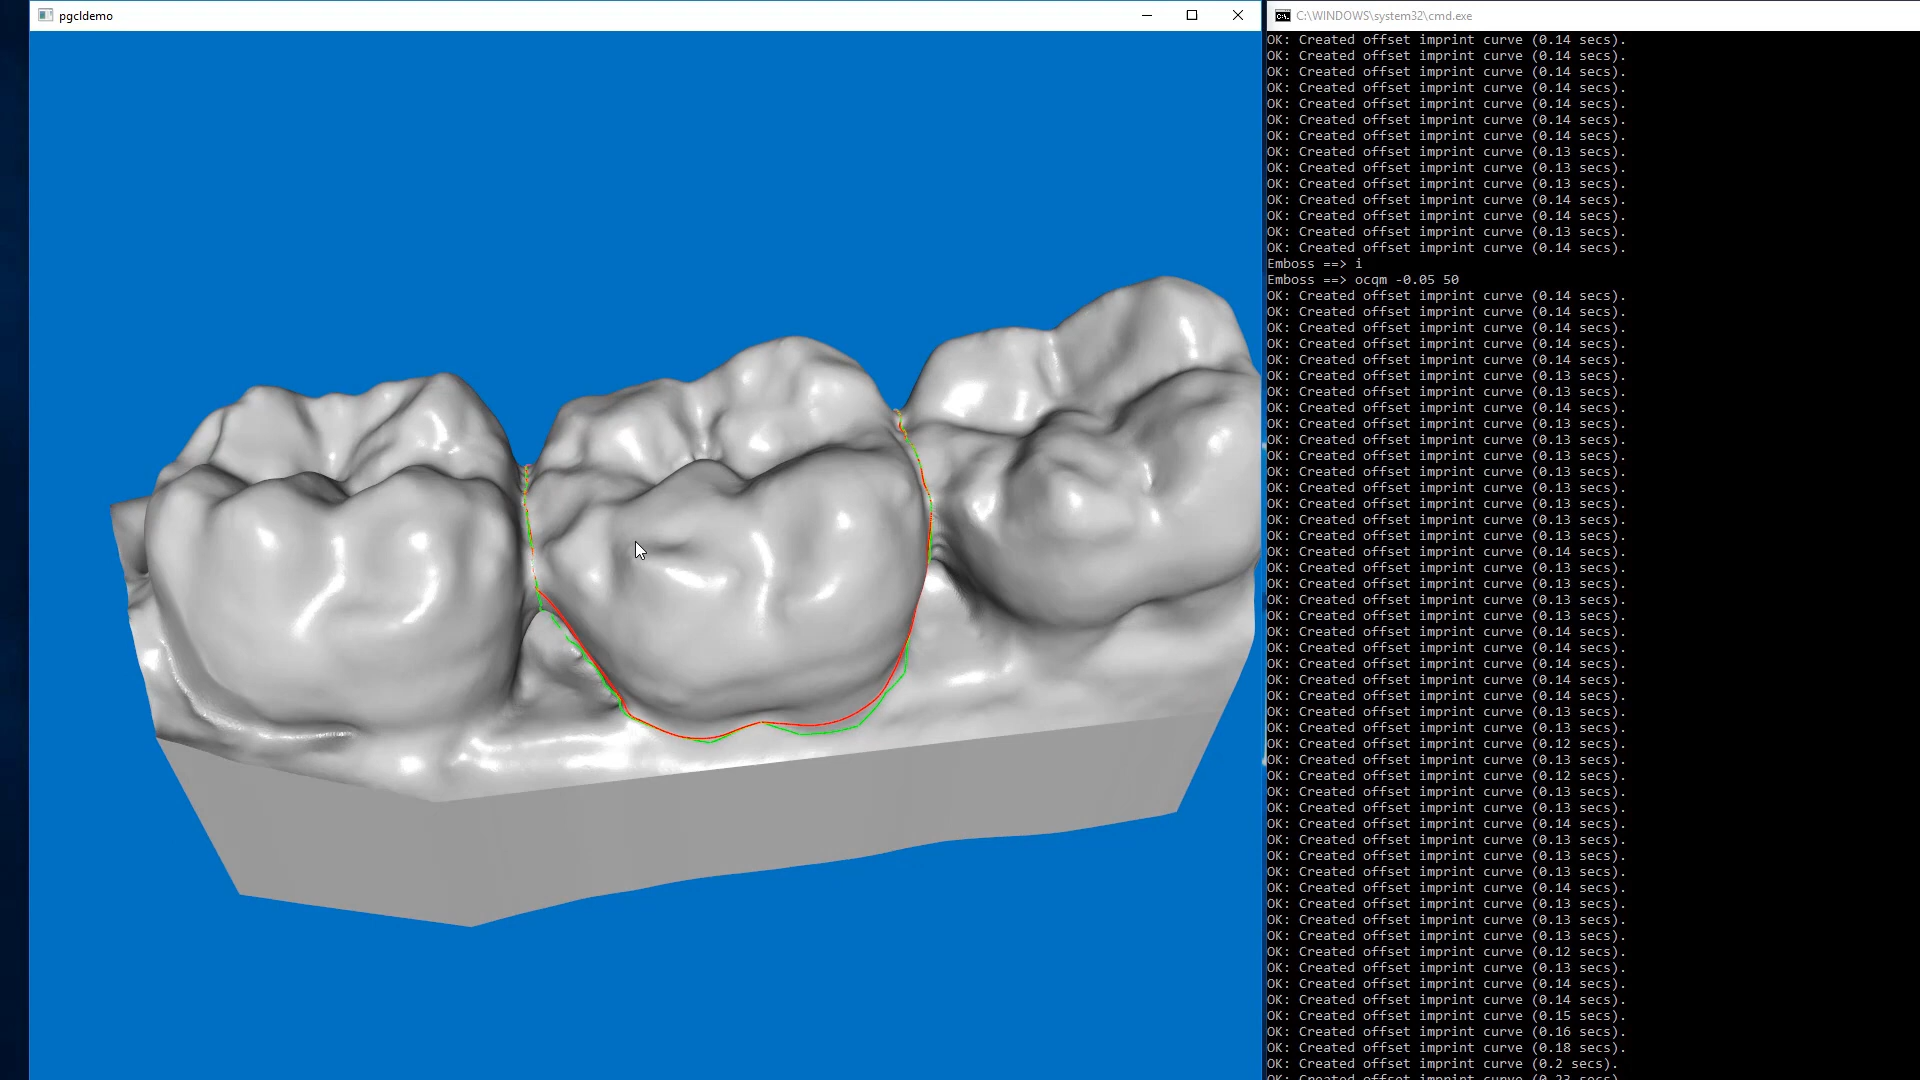 pgcldemo
C:\WINDOWS\system32\cmd.exe
OK: Created offset imprint curve (0.14 secs).
OK: Created offset imprint curve (0.14 secs).
OK: Created offset imprint curve (0.14 secs).
OK: Created offset imprint curve (0.14 secs).
OK: Created offset imprint curve (0.14 secs).
OK: Created offset imprint curve (0.14 secs).
OK: Created offset imprint curve (0.14 secs).
OK: Created offset imprint curve (0.13 secs).
OK: Created offset imprint curve (0.13 secs).
OK: Created offset imprint curve (0.13 secs).
OK: Created offset imprint curve (0.14 secs).
OK: Created offset imprint curve (0.14 secs).
OK: Created offset imprint curve (0.13 secs).
OK: Created offset imprint curve (0.14 secs).
Emboss ==> i
Emboss ==> ocqm -0.05 50
OK: Created offset imprint curve (0.14 secs).
OK: Created offset imprint curve (0.14 secs).
OK: Created offset imprint curve (0.14 secs).
OK: Created offset imprint curve (0.14 secs).
OK: Created offset imprint curve (0.14 secs).
OK: Created offset imprint curve (0.13 secs).
OK: Created offset imprint curve (0.13 secs).
OK: Created offset imprint curve (0.14 secs).
OK: Created offset imprint curve (0.13 secs).
OK: Created offset imprint curve (0.13 secs).
OK: Created offset imprint curve (0.13 secs).
OK: Created offset imprint curve (0.13 secs).
OK: Created offset imprint curve (0.13 secs).
OK: Created offset imprint curve (0.13 secs).
OK: Created offset imprint curve (0.13 secs).
OK: Created offset imprint curve (0.13 secs).
OK: Created offset imprint curve (0.14 secs).
OK: Created offset imprint curve (0.13 secs).
OK: Created offset imprint curve (0.13 secs).
OK: Created offset imprint curve (0.13 secs).
OK: Created offset imprint curve (0.13 secs).
OK: Created offset imprint curve (0.14 secs).
OK: Created offset imprint curve (0.14 secs).
OK: Created offset imprint curve (0.14 secs).
OK: Created offset imprint curve (0.14 secs).
OK: Created offset imprint curve (0.14 secs).
OK: Created offset imprint curve (0.13 secs).
OK: Created offset imprint curve (0.13 secs).
OK: Created offset imprint curve (0.12 secs).
OK: Created offset imprint curve (0.13 secs).
OK: Created offset imprint curve (0.12 secs).
OK: Created offset imprint curve (0.13 secs).
OK: Created offset imprint curve (0.13 secs).
OK: Created offset imprint curve (0.14 secs).
OK: Created offset imprint curve (0.13 secs).
OK: Created offset imprint curve (0.13 secs).
OK: Created offset imprint curve (0.13 secs).
OK: Created offset imprint curve (0.14 secs).
OK: Created offset imprint curve (0.13 secs).
OK: Created offset imprint curve (0.13 secs).
OK: Created offset imprint curve (0.13 secs).
OK: Created offset imprint curve (0.12 secs).
OK: Created offset imprint curve (0.13 secs).
OK: Created offset imprint curve (0.14 secs).
OK: Created offset imprint curve (0.14 secs).
OK: Created offset imprint curve (0.15 secs).
OK: Created offset imprint curve (0.16 secs).
OK: Created offset imprint curve (0.18 secs).
OK: Created offset imprint curve (0.2 secs).
OK: Created offset imprint curve (0.23 secs)